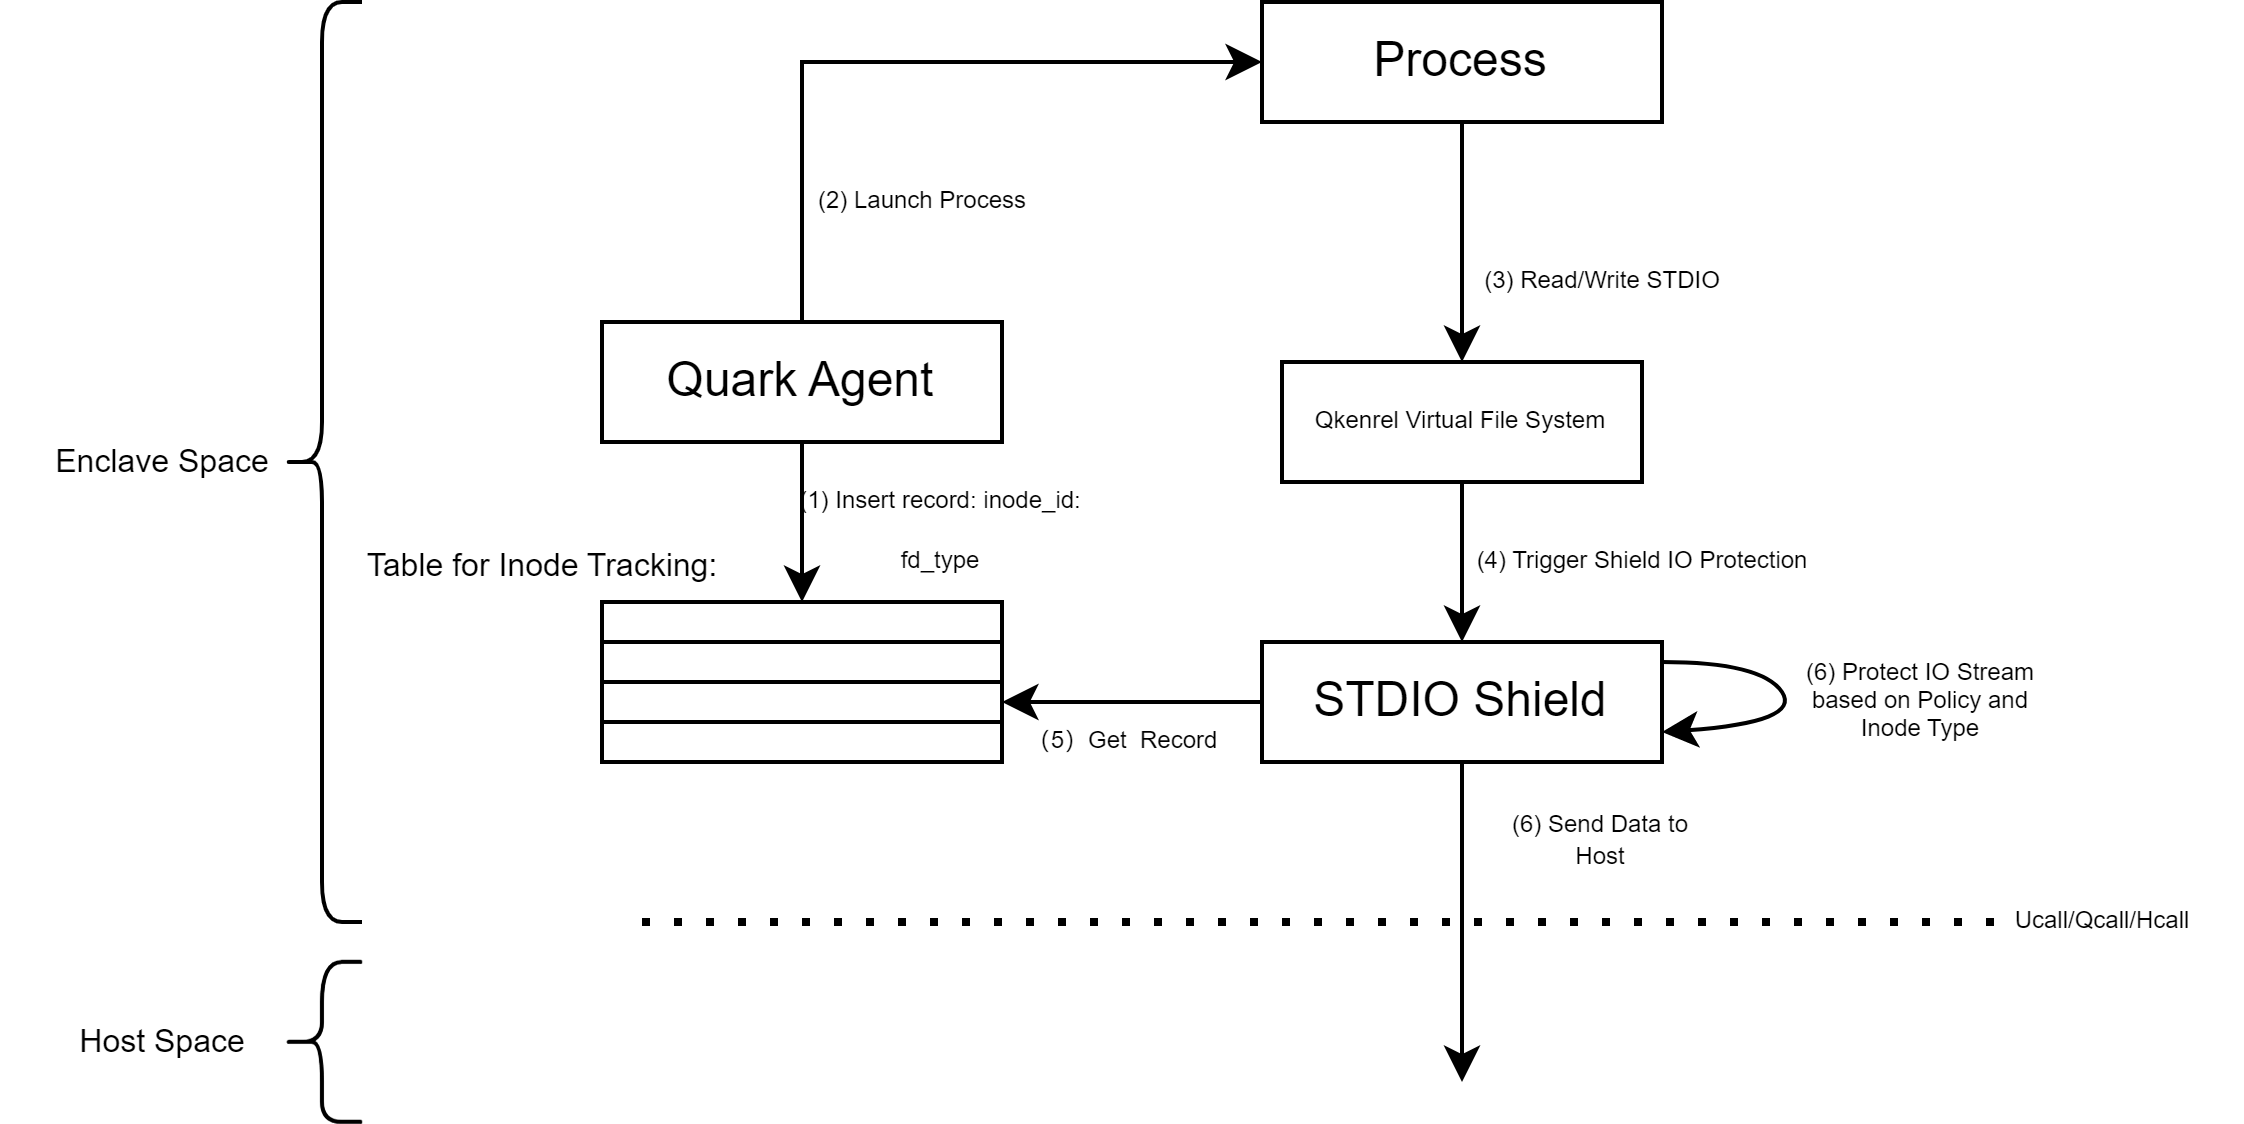 Process
(2) Launch Process
(3) Read/Write STDIO
Quark Agent
Qkenrel Virtual File System
Enclave Space
(1) Insert record: inode_id:
fd_type
Table for Inode Tracking:
(4) Trigger Shield IO Protection
STDIO Shield
(5) Get Record
(6) Protect IO Stream
based on Policy and
Inode Type
(6) Send Data to
Host
Ucall/Qcall/Hcall
Host Space